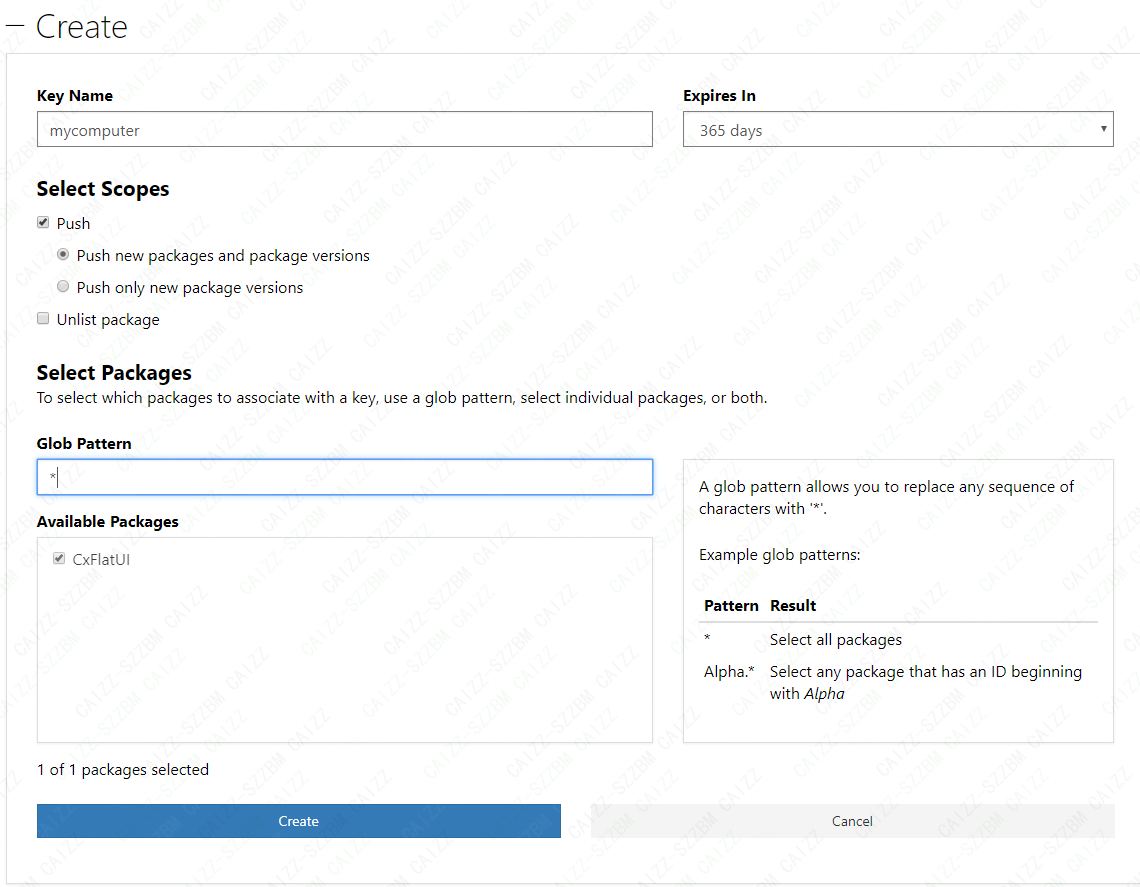 Create
Key Name
Expires In
mycomputer
365 days
Select Scopes
Push
Push new packages and package versions
Push only new package versions
Unlist package
Select Packages
To select which packages to associate with a key, use a glob pattern, select individual packages, or both.
Glob Pattern
*
Available Packages
CxFlatUI
1 of 1 packages selected
A glob pattern allows you to replace any sequence of
characters with '*'.
Example glob patterns:
Pattern Result
* Select all packages
Alpha.* Select any package that has an ID beginning
with Alpha
Create
Cancel
CAIZZ-SZZBM CAIZZ